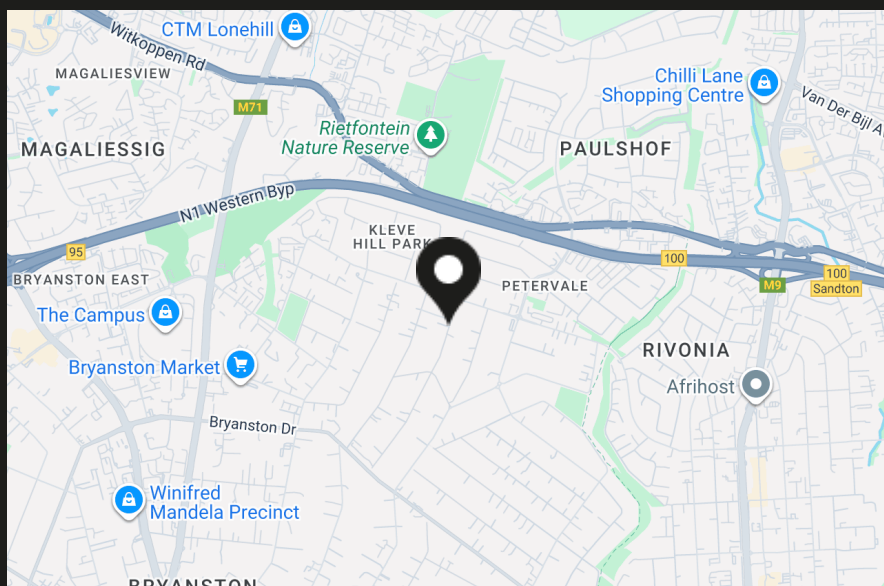 CTM Lonehill
Witkoppen Rd
MAGALIESVIEW
Chilli Lane
Shopping Centre
Van Der Bijl A
M71
Rietfontein
Nature Reserve
MAGALIESSIG
PAULSHOF
N1 Western Byp
KLEVE
HILL PARK
95
100
BRYANSTON EAST
PETERVALE
M9
100
Sandton
The Campus
RIVONIA
Bryanston Market
Afrihost
Bryanston Dr
Winifred
Mandela Precinct
BRYANSTON